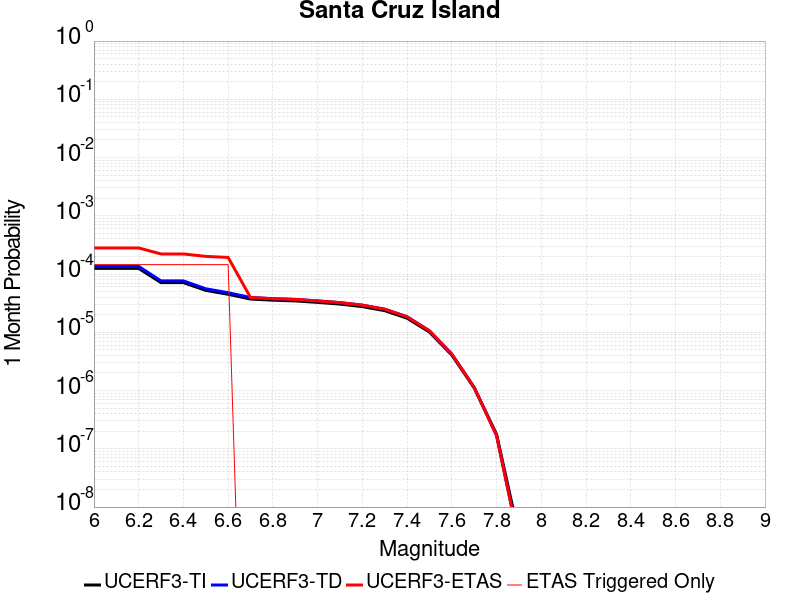 Santa Cruz Island
10^0
10^-1
10^-2
10^-3
10^-4
10^-5
10^-6
10^-7
10^-8
1 Month Probability
6 6.2 6.4 6.6 6.8 7 7.2 7.4 7.6 7.8 8 8.2 8.4 8.6 8.8 9
Magnitude
UCERF3-TI UCERF3-TD UCERF3-ETAS ETAS Triggered Only